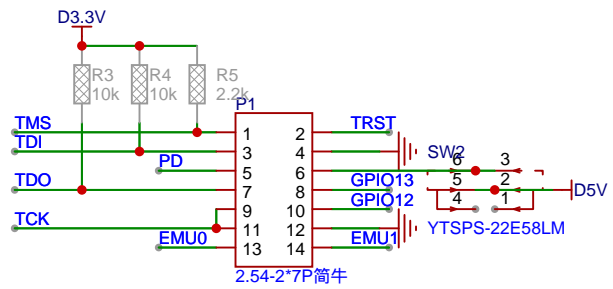 D3.3V
R3 R4 R5
10k 10k 2.2k
P1
TMS 1 2 TRST
TDI 3 4 SW2
PD 5 6 6 3
TDO 7 8 GPIO13 5 2 D5V
9 10 GPIO12 4 1
TCK 11 12 YTSPS-22E58LM
EMU0 13 14 EMU1
2.54-2*7P简牛